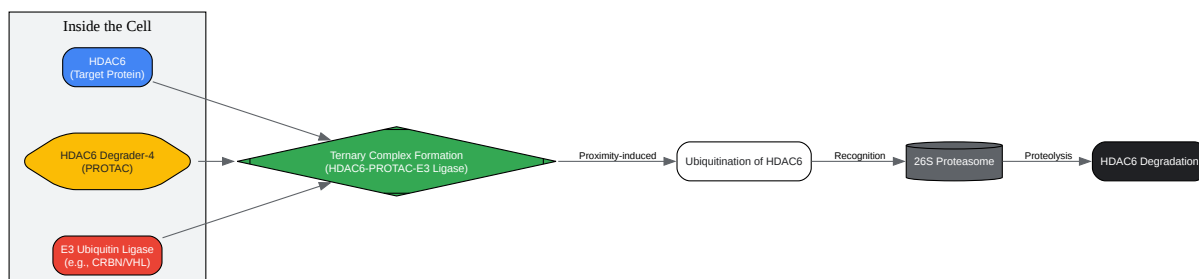 Inside the Cell
HDAC6
(Target Protein)
HDAC6 Degrader-4
(PROTAC)
E3 Ubiquitin Ligase
(e.g., CRBN/VHL)
Ternary Complex Formation
(HDAC6-PROTAC-E3 Ligase)
Proximity-induced
Ubiquitination of HDAC6
Recognition
26S Proteasome
Proteolysis
HDAC6 Degradation